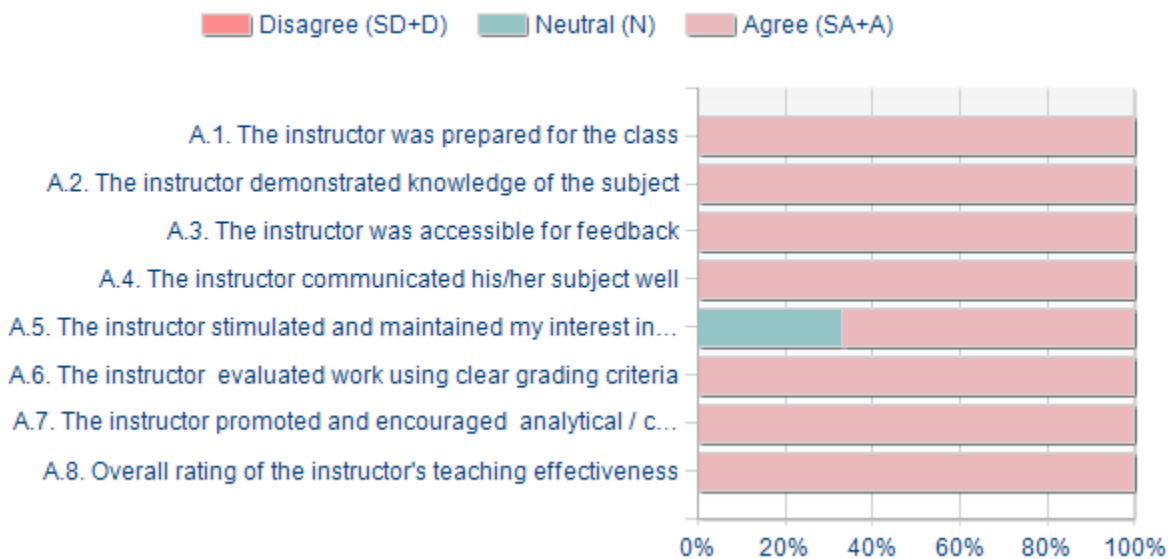 Disagree (SD+D) Neutral (N) Agree (SA+A)
A.1. The instructor was prepared for the class
A.2. The instructor demonstrated knowledge of the subject
A.3. The instructor was accessible for feedback
A.4. The instructor communicated his/her subject well
A.5. The instructor stimulated and maintained my interest in...
A.6. The instructor  evaluated work using clear grading criteria
A.7. The instructor promoted and encouraged  analytical / c...
A.8. Overall rating of the instructor's teaching effectiveness
0% 20% 40% 60% 80% 100%